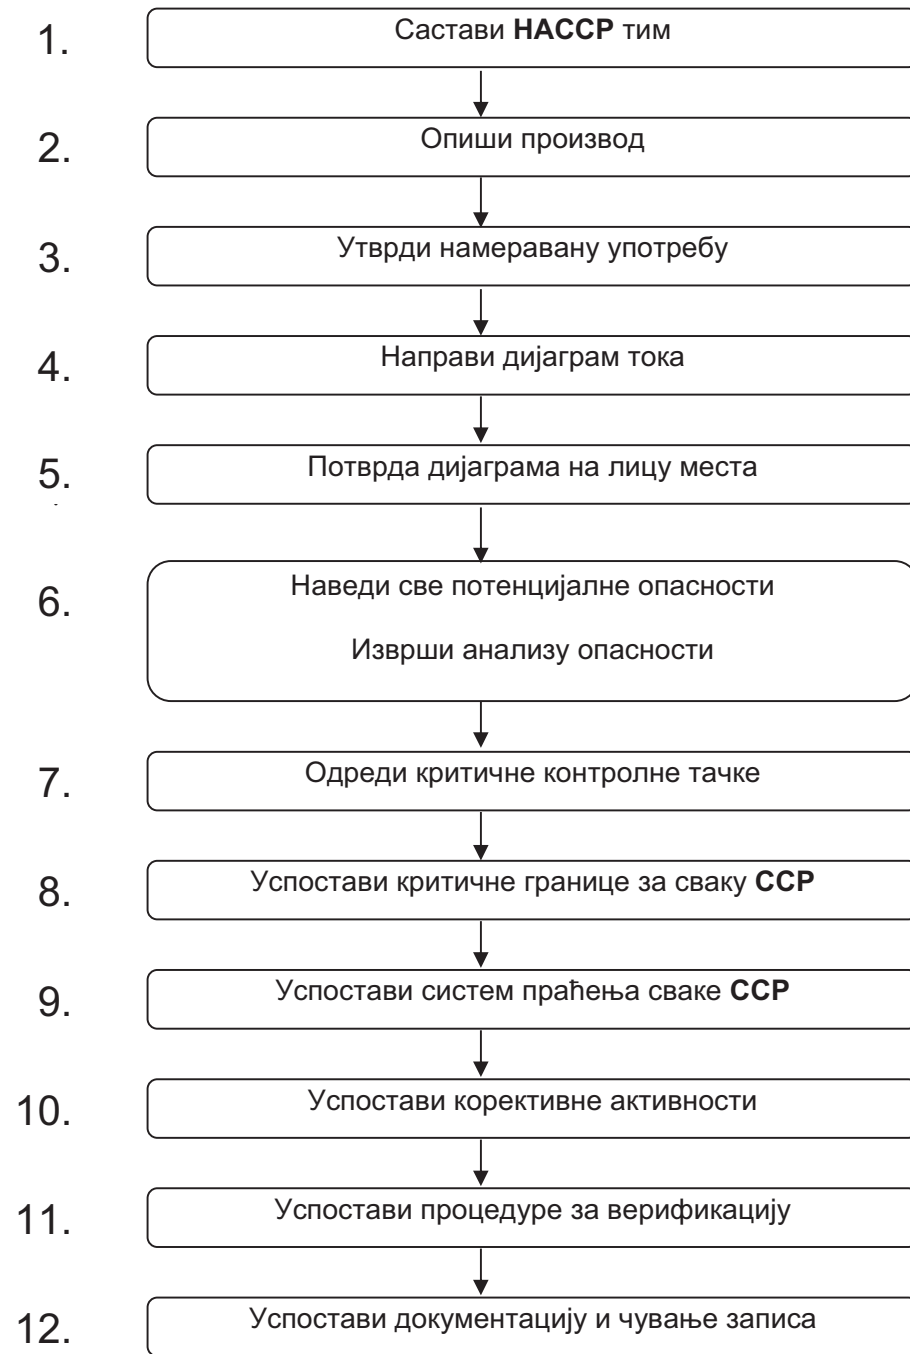 1. Састави HACCP тим
2. Опиши производ
3. Утврди намеравану употребу
4. Направи дијаграм тока
5. Потврда дијаграма на лицу места
6. Наведи све потенцијалне опасности
Изврши анализу опасности
7. Одреди критичне контролне тачке
8. Успостави критичне границе за сваку CCP
9. Успостави систем праћења сваке CCP
10. Успостави корективне активности
11. Успостави процедуре за верификацију
12. Успостави документацију и чување записа